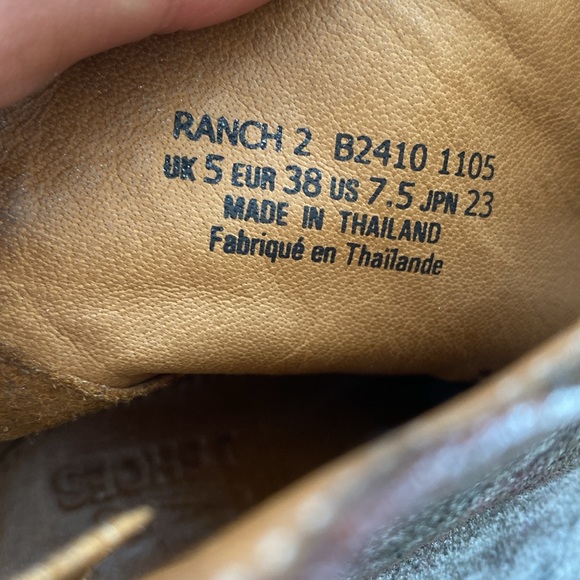 RANCH 2 B2410 1105
UK 5 EUR 38 US 7.5 JPN 23
MADE IN THAILAND
Fabriqué en Thaïlande